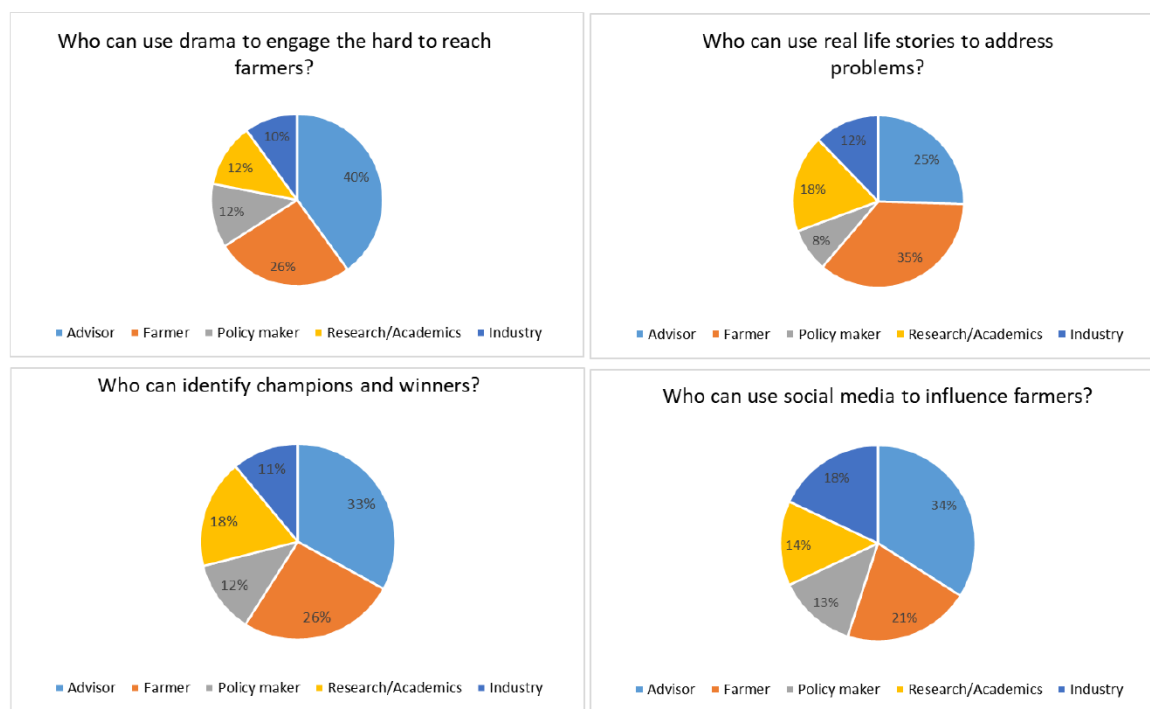 Who can use drama to engage the hard to reach
farmers?
10%
40%
12%
12%
26%
Advisor Farmer Policy maker Research/Academics Industry
Who can use real life stories to address
problems?
12%
25%
18%
8%
35%
Advisor Farmer Policy maker Research/Academics Industry
Who can identify champions and winners?
11%
33%
18%
12%
26%
Advisor Farmer Policy maker Research/Academics Industry
Who can use social media to influence farmers?
18%
34%
14%
13%
21%
Advisor Farmer Policy maker Research/Academics Industry